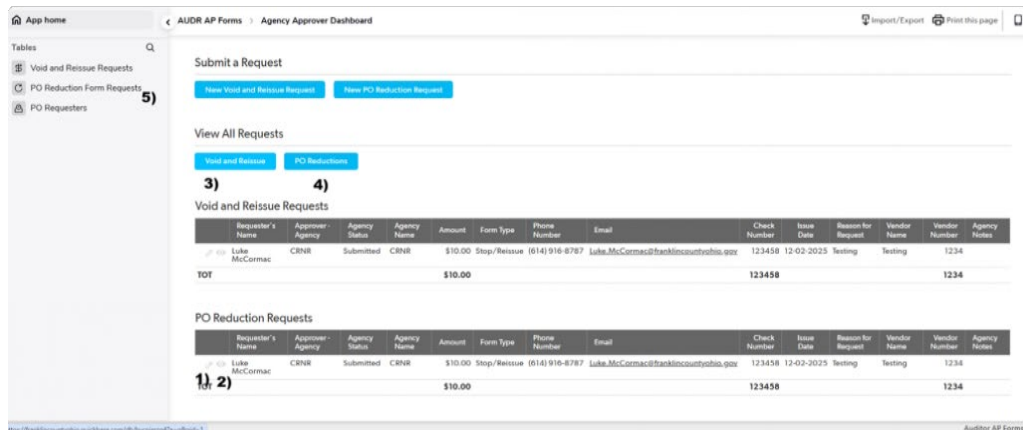 App home
AUDR AP Forms > Agency Approver Dashboard
Import/Export Print this page
Tables
Void and Reissue Requests
PO Reduction Form Requests
5)
PO Requesters
Submit a Request
New Void and Reissue Request New PO Reduction Request
View All Requests
Void and Reissue PO Reductions
3) 4)
Void and Reissue Requests
Requester's Name Approver - Agency Agency Status Agency Name Amount Form Type Phone Number Email Check Number Issue Date Reason for Request Vendor Name Vendor Number Agency Notes
Luke McCormac CRNR Submitted CRNR $10.00 Stop/Reissue (614) 916-8787 Luke.McCormac@franklincountyohio.gov 123458 12-02-2025 Testing Testing 1234
TOT $10.00 123458 1234
PO Reduction Requests
Requester's Name Approver - Agency Agency Status Agency Name Amount Form Type Phone Number Email Check Number Issue Date Reason for Request Vendor Name Vendor Number Agency Notes
Luke McCormac CRNR Submitted CRNR $10.00 Stop/Reissue (614) 916-8787 Luke.McCormac@franklincountyohio.gov 123458 12-02-2025 Testing Testing 1234
1) 2)
TOT $10.00 123458 1234
Auditor AP Forms